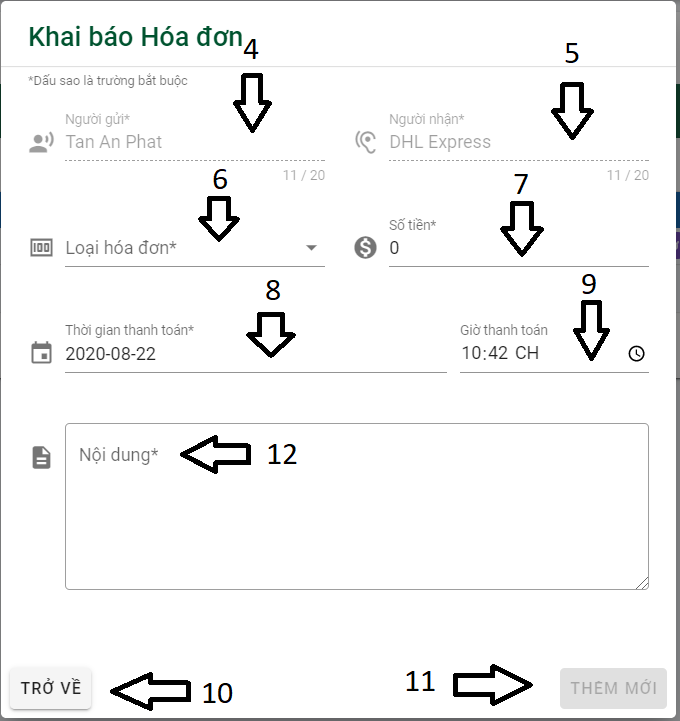 Khai báo Hóa đơn
4
5
*Dấu sao là trường bắt buộc
Người gửi*
Người nhận*
Tan An Phat
DHL Express
11 / 20
11 / 20
6
7
Số tiền*
100
Loại hóa đơn*
$
0
8
9
Thời gian thanh toán*
Giờ thanh toán
2020-08-22
10:42 CH
Nội dung*
12
TRỞ VỀ
10
11
THÊM MỚI